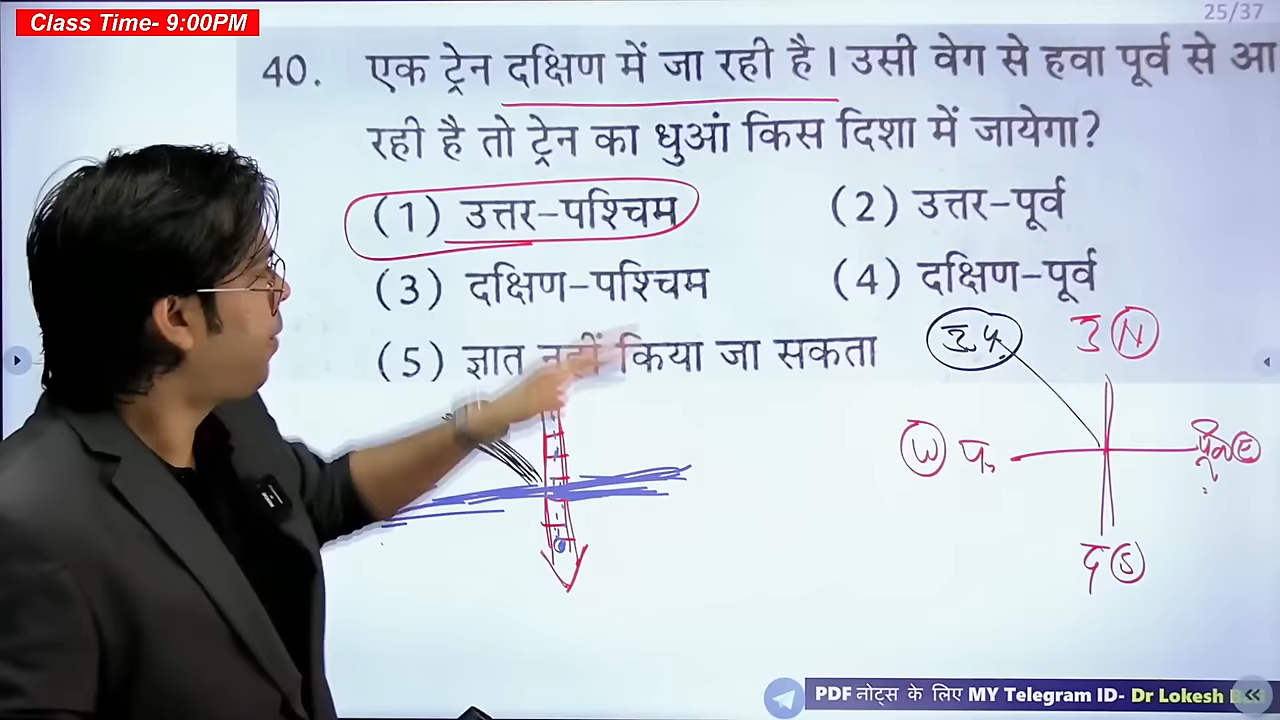 Class Time- 9:00PM
25/37
40. एक ट्रेन दक्षिण में जा रही है। उसी वेग से हवा पूर्व से आ
रही है तो ट्रेन का धुआं किस दिशा में जायेगा?
(1) उत्तर-पश्चिम
(2) उत्तर-पूर्व
(3) दक्षिण-पश्चिम
(4) दक्षिण-पूर्व
(5) ज्ञात नहीं किया जा सकता
उ.प.
उ N
W प.
पूर्व E
द S
PDF नोट्स के लिए MY Telegram ID- Dr Lokesh